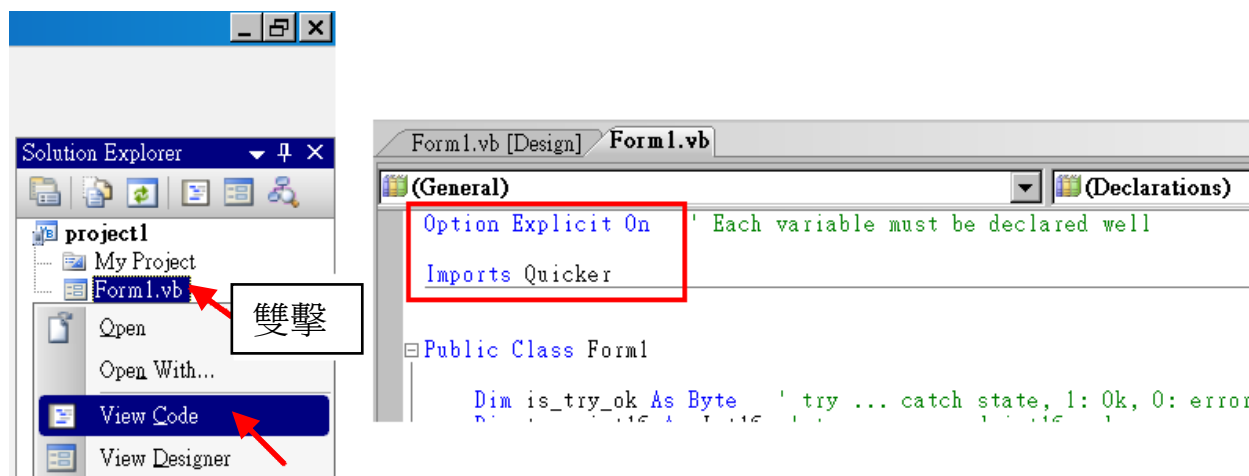 Solution Explorer
project1
My Project
Form1.vb
雙擊
Open
Open With...
View Code
View Designer
Form1.vb [Design]
Form1.vb
(General)
(Declarations)
Option Explicit On ' Each variable must be declared well
Imports Quicker
Public Class Form1
Dim is_try_ok As Byte ' try ... catch state, 1: Ok, 0: error